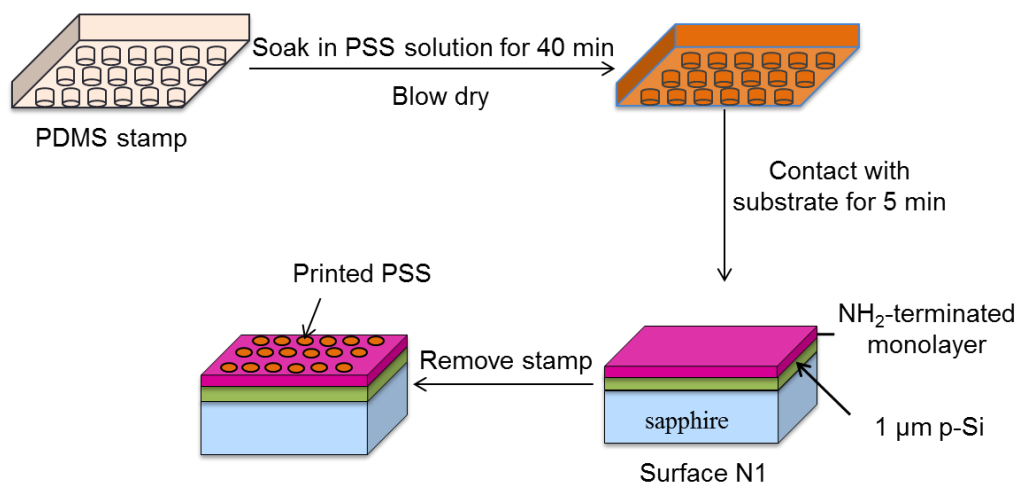 Soak in PSS solution for 40 min
Blow dry
PDMS stamp
Contact with
substrate for 5 min
Printed PSS
NH₂-terminated
monolayer
Remove stamp
sapphire
1 µm p-Si
Surface N1